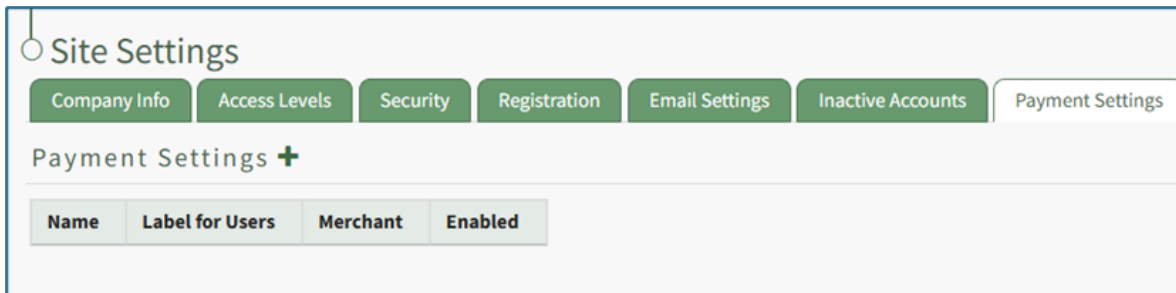 Site Settings
Company Info Access Levels Security Registration Email Settings Inactive Accounts Payment Settings
Payment Settings +
Name Label for Users Merchant Enabled